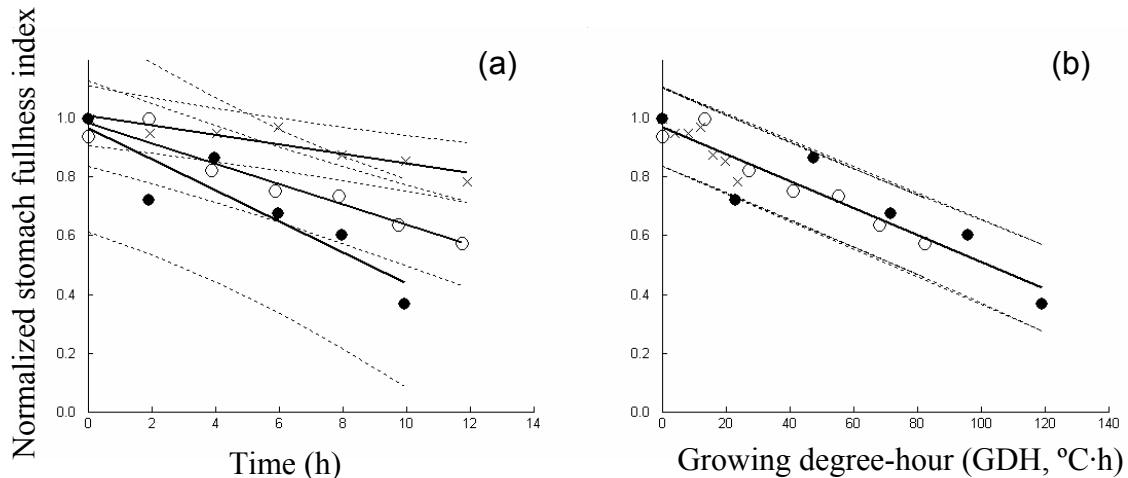 Normalized stomach fullness index
(a)
1.0
0.8
0.6
0.4
0.2
0.0
0 2 4 6 8 10 12 14
Time (h)
(b)
1.0
0.8
0.6
0.4
0.2
0.0
0 20 40 60 80 100 120 140
Growing degree-hour (GDH, ºC·h)